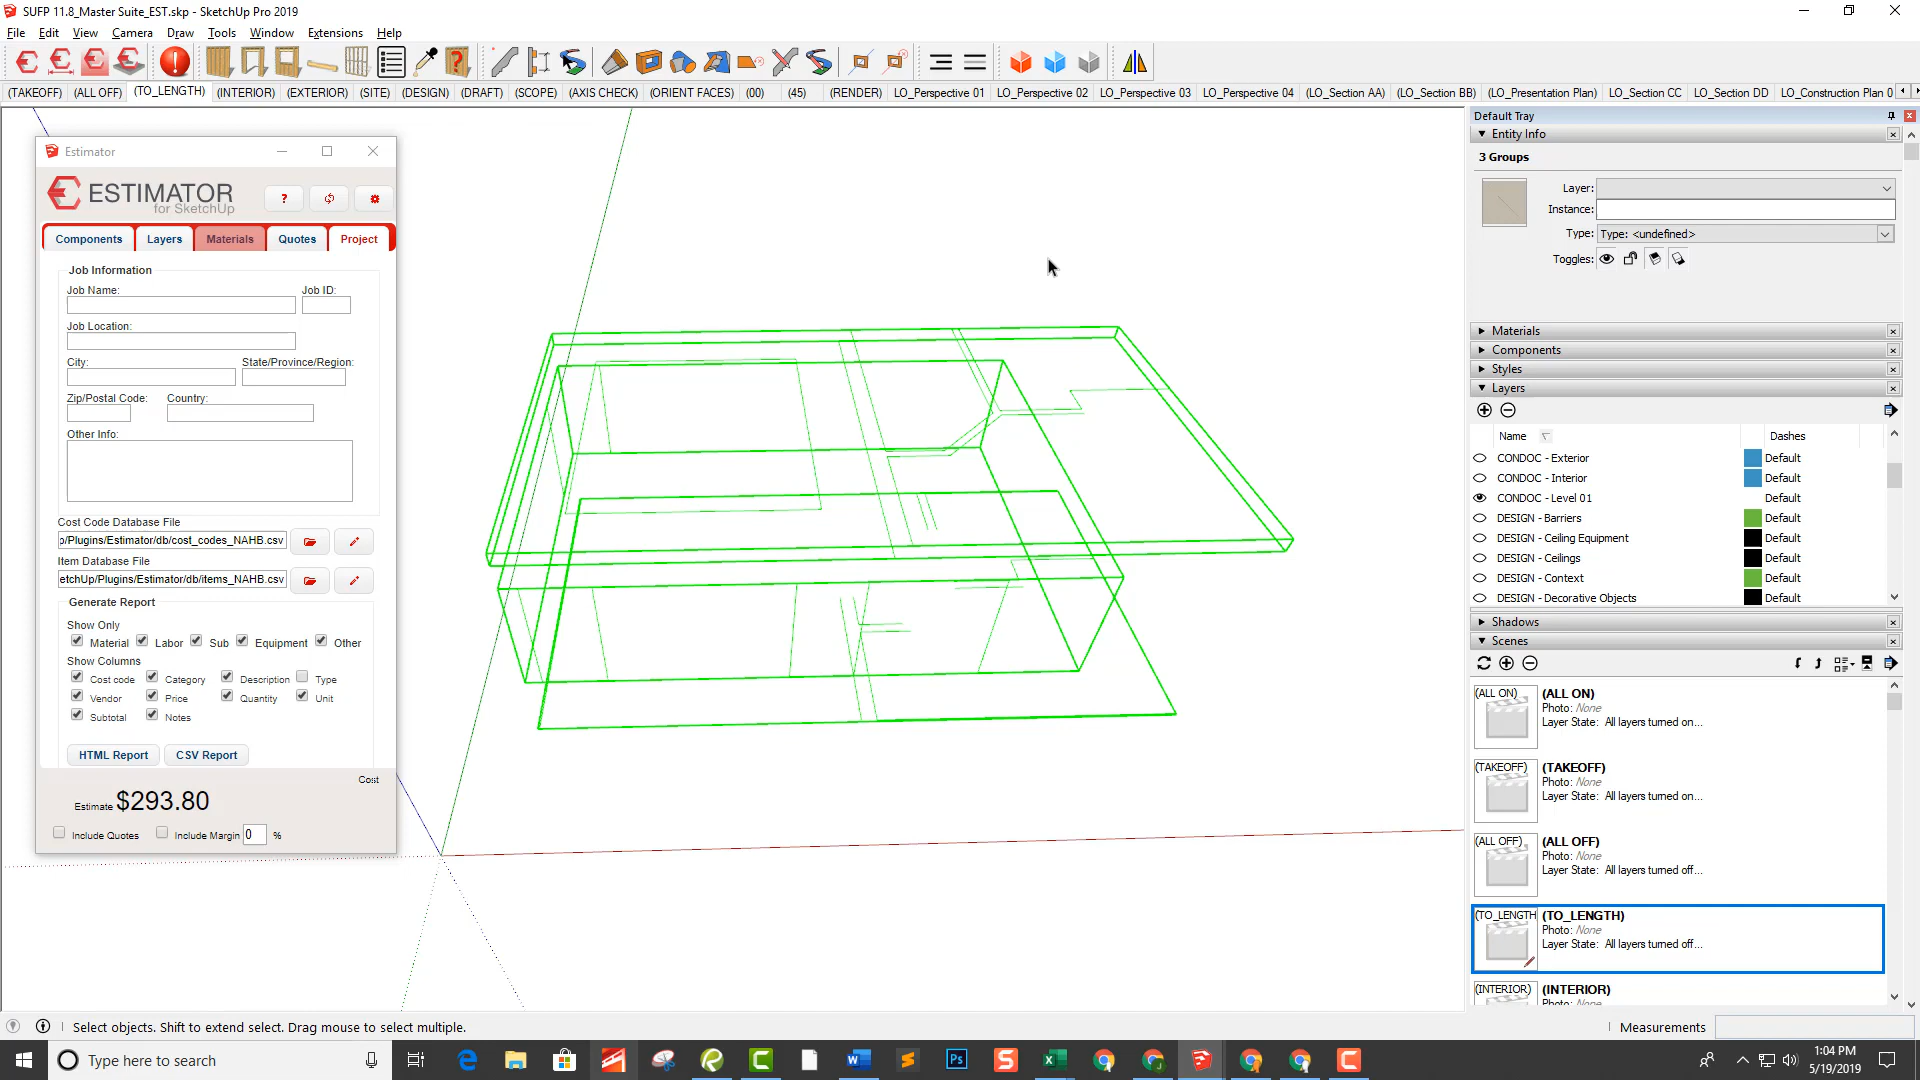 SUFP 11.8_Master Suite_EST.skp - SketchUp Pro 2019
File Edit View Camera Draw Tools Window Extensions Help
(TAKEOFF) (ALL OFF) (TO_LENGTH) (INTERIOR) (EXTERIOR) (SITE) (DESIGN) (DRAFT) (SCOPE) (AXIS CHECK) (ORIENT FACES) (00) (45) (RENDER) LO_Perspective 01 LO_Perspective 02 LO_Perspective 03 LO_Perspective 04 (LO_Section AA) (LO_Section BB) (LO_Presentation Plan) LO_Section CC LO_Section DD LO_Construction Plan 0
Estimator
ESTIMATOR
for SketchUp
?
Components Layers Materials Quotes Project
Job Information
Job Name: Job ID:
Job Location:
City: State/Province/Region:
Zip/Postal Code: Country:
Other Info:
Cost Code Database File
p/Plugins/Estimator/db/cost_codes_NAHB.csv
Item Database File
etchUp/Plugins/Estimator/db/items_NAHB.csv
Generate Report
Show Only
Material Labor Sub Equipment Other
Show Columns
Cost code Category Description Type
Vendor Price Quantity Unit
Subtotal Notes
HTML Report CSV Report
Cost
Estimate $293.80
Include Quotes Include Margin 0 %
Default Tray
Entity Info
3 Groups
Layer:
Instance:
Type: Type: <undefined>
Toggles:
Materials
Components
Styles
Layers
Name Dashes
CONDOC - Exterior Default
CONDOC - Interior Default
CONDOC - Level 01 Default
DESIGN - Barriers Default
DESIGN - Ceiling Equipment Default
DESIGN - Ceilings Default
DESIGN - Context Default
DESIGN - Decorative Objects Default
Shadows
Scenes
(ALL ON) (ALL ON)
Photo: None
Layer State: All layers turned on...
(TAKEOFF) (TAKEOFF)
Photo: None
Layer State: All layers turned on...
(ALL OFF) (ALL OFF)
Photo: None
Layer State: All layers turned off...
(TO_LENGTH (TO_LENGTH)
Photo: None
Layer State: All layers turned off...
(INTERIOR) (INTERIOR)
Photo: None
Select objects. Shift to extend select. Drag mouse to select multiple.
Measurements
Type here to search
Ps
1:04 PM
5/19/2019